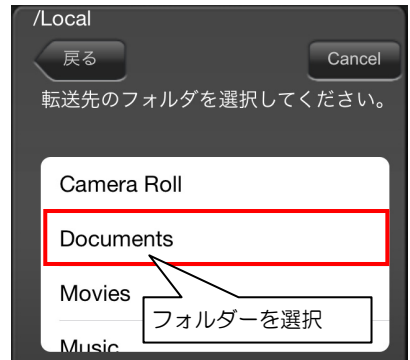 /Local
戻る
Cancel
転送先のフォルダを選択してください。
Camera Roll
Documents
Movies
フォルダーを選択
Music